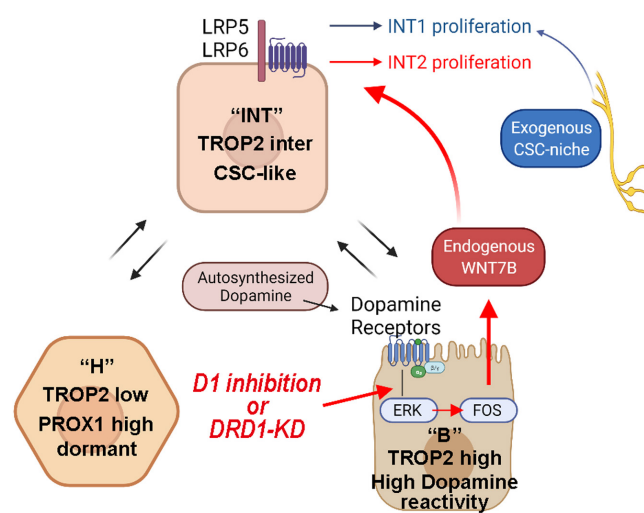 LRP5
LRP6
INT1 proliferation
INT2 proliferation
“INT”
TROP2 inter
CSC-like
Exogenous
CSC-niche
Endogenous
WNT7B
Autosynthesized
Dopamine
Dopamine
Receptors
“H”
TROP2 low
PROX1 high
dormant
D1 inhibition
or
DRD1-KD
β/γ
ERK
FOS
“B”
TROP2 high
High Dopamine
reactivity